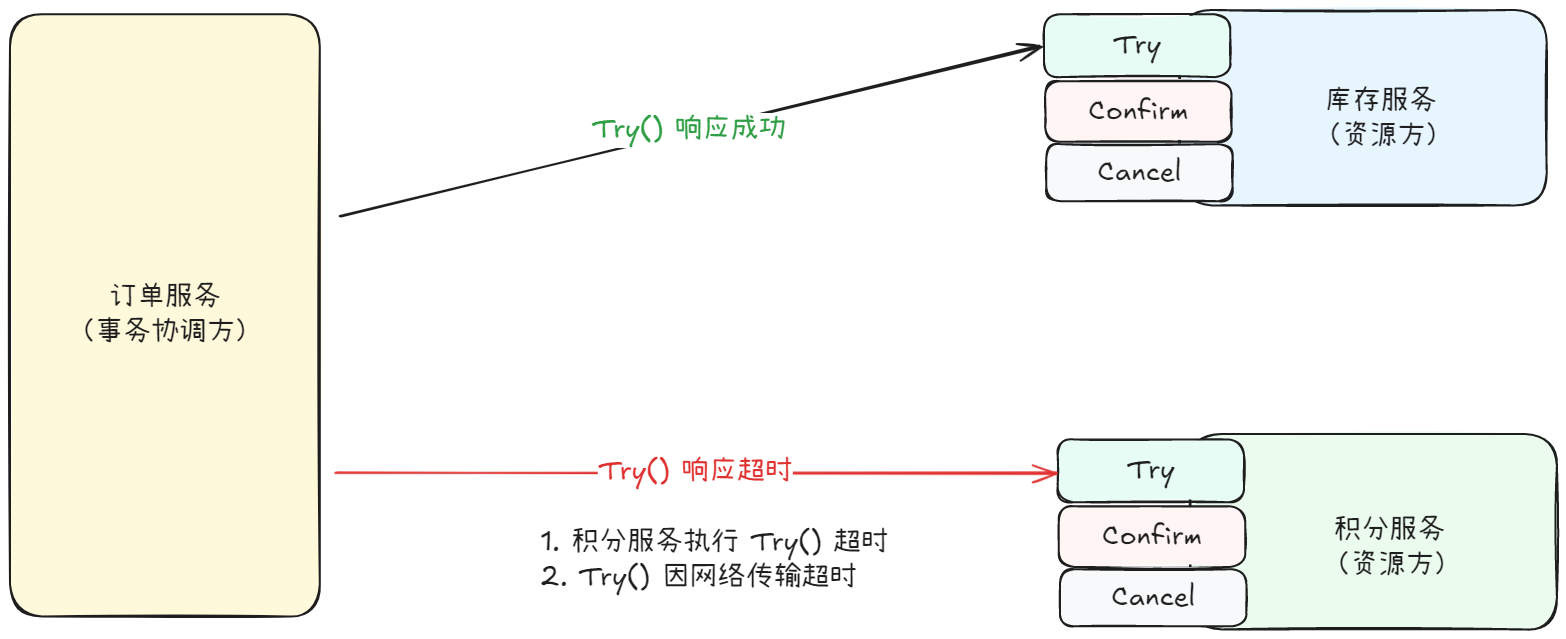 订单服务
（事务协调方）
Try() 响应成功
Try
Confirm
Cancel
库存服务
（资源方）
Try() 响应超时
1. 积分服务执行 Try() 超时
2. Try() 因网络传输超时
Try
Confirm
Cancel
积分服务
（资源方）